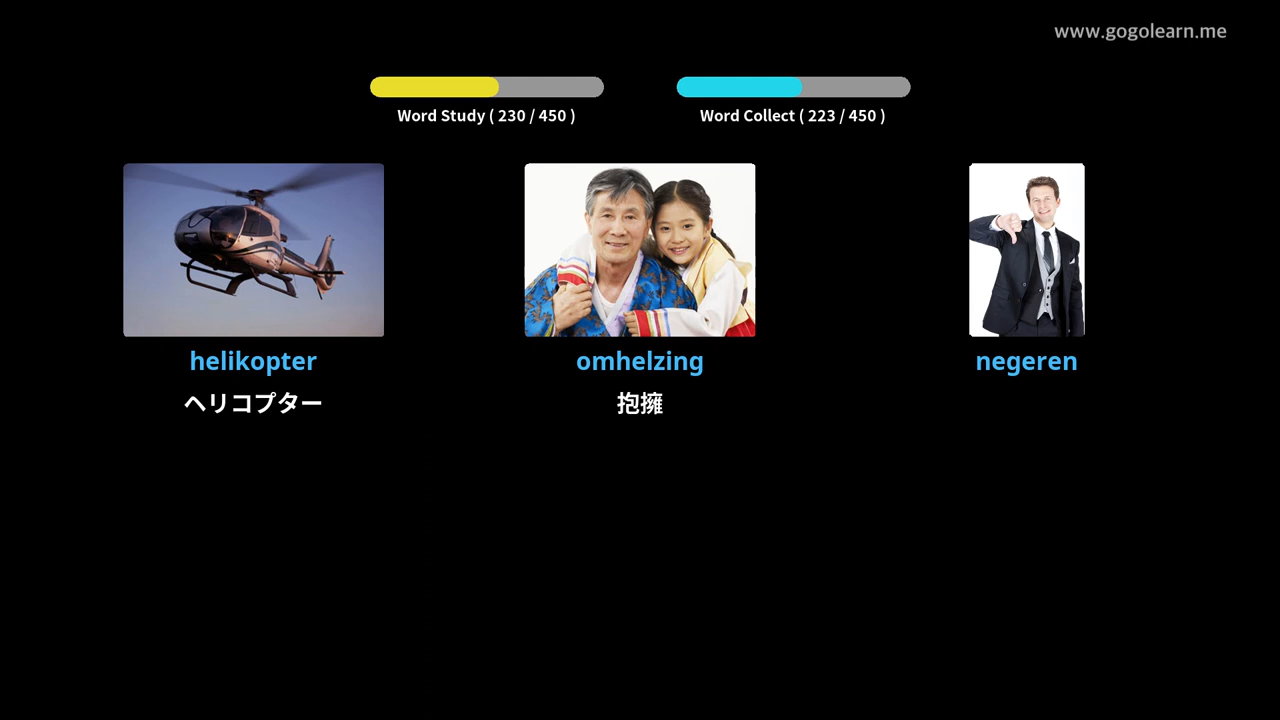 www.gogolearn.me
Word Study ( 230 / 450 )
Word Collect ( 223 / 450 )
helikopter
omhelzing
negeren
ヘリコプター
抱擁